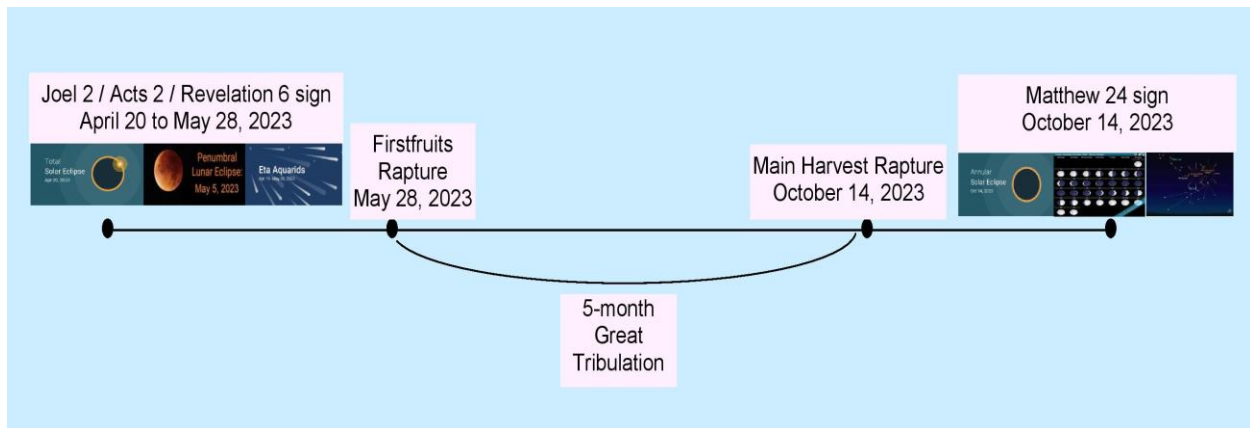 Joel 2 / Acts 2 / Revelation 6 sign
April 20 to May 28, 2023
Total
Solar Eclipse
Penumbral
Lunar Eclipse:
May 5, 2023
Eta Aquarids
Firstfruits
Rapture
May 28, 2023
Main Harvest Rapture
October 14, 2023
Matthew 24 sign
October 14, 2023
Annular
Solar Eclipse
5-month
Great
Tribulation